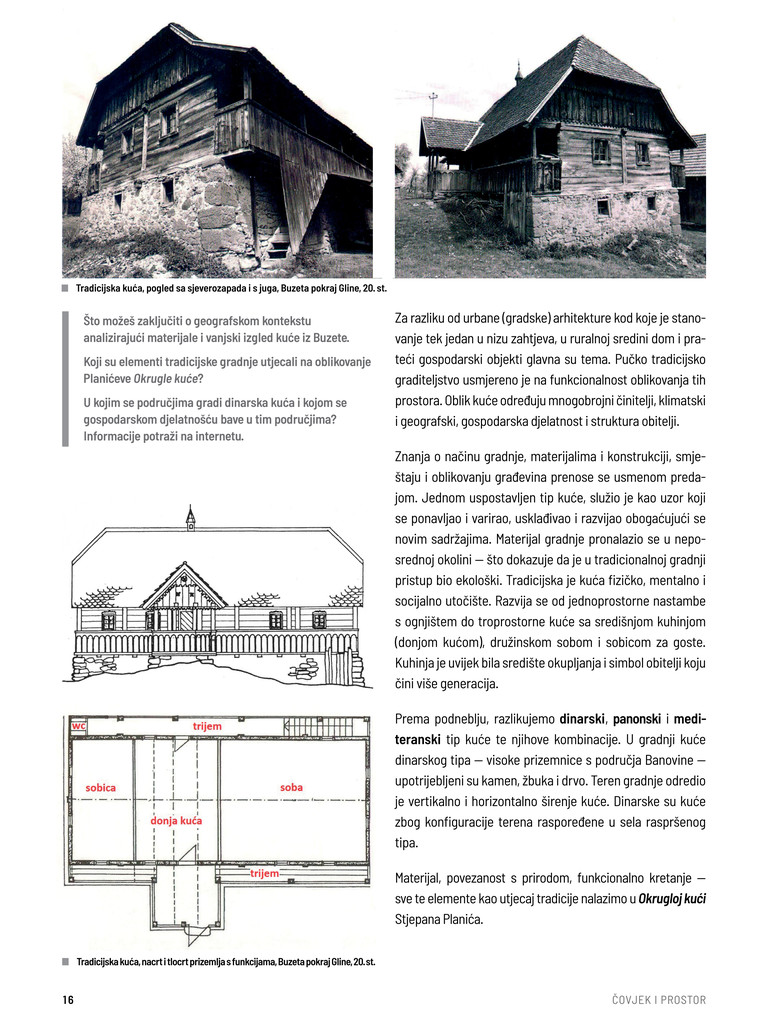 Tradicijska kuća, pogled sa sjeverozapada i s juga, Buzeta pokraj Gline, 20. st.
Što možeš zaključiti o geografskom kontekstu
analizirajući materijale i vanjski izgled kuće iz Buzete.
Koji su elementi tradicijske gradnje utjecali na oblikovanje
Planićeve Okrugle kuće?
U kojim se područjima gradi dinarska kuća i kojom se
gospodarskom djelatnošću bave u tim područjima?
Informacije potraži na internetu.
wc
trijem
sobica
soba
donja kuća
trijem
Tradicijska kuća, nacrt i tlocrt prizemlja s funkcijama, Buzeta pokraj Gline, 20. st.
Za razliku od urbane (gradske) arhitekture kod koje je stano-
vanje tek jedan u nizu zahtjeva, u ruralnoj sredini dom i pra-
teći gospodarski objekti glavna su tema. Pučko tradicijsko
graditeljstvo usmjereno je na funkcionalnost oblikovanja tih
prostora. Oblik kuće određuju mnogobrojni činitelji, klimatski
i geografski, gospodarska djelatnost i struktura obitelji.
Znanja o načinu gradnje, materijalima i konstrukciji, smje-
štaju i oblikovanju građevina prenose se usmenom preda-
jom. Jednom uspostavljen tip kuće, služio je kao uzor koji
se ponavljao i varirao, usklađivao i razvijao obogaćujući se
novim sadržajima. Materijal gradnje pronalazio se u nepo-
srednoj okolini — što dokazuje da je u tradicionalnoj gradnji
pristup bio ekološki. Tradicijska je kuća fizičko, mentalno i
socijalno utočište. Razvija se od jednoprostorne nastambe
s ognjištem do troprostorne kuće sa središnjom kuhinjom
(donjom kućom), družinskom sobom i sobicom za goste.
Kuhinja je uvijek bila središte okupljanja i simbol obitelji koju
čini više generacija.
Prema podneblju, razlikujemo dinarski, panonski i medi-
teranski tip kuće te njihove kombinacije. U gradnji kuće
dinarskog tipa — visoke prizemnice s područja Banovine —
upotrijebljeni su kamen, žbuka i drvo. Teren gradnje odredio
je vertikalno i horizontalno širenje kuće. Dinarske su kuće
zbog konfiguracije terena raspoređene u sela raspršenog
tipa.
Materijal, povezanost s prirodom, funkcionalno kretanje —
sve te elemente kao utjecaj tradicije nalazimo u Okrugloj kući
Stjepana Planića.
16
ČOVJEK I PROSTOR